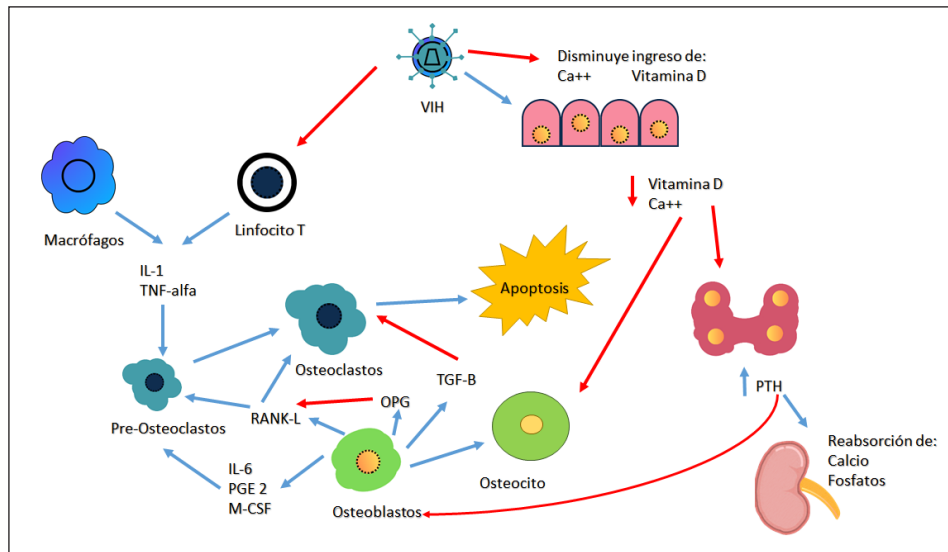 VIH
Disminuye ingreso de:
Ca++ Vitamina D
Vitamina D
Ca++
Macrófagos
Linfocito T
IL-1
TNF-alfa
Apoptosis
Osteoclastos
TGF-B
OPG
RANK-L
Pre-Osteoclastos
PTH
IL-6
PGE 2
M-CSF
Osteoblastos
Osteocito
Reabsorción de:
Calcio
Fosfatos